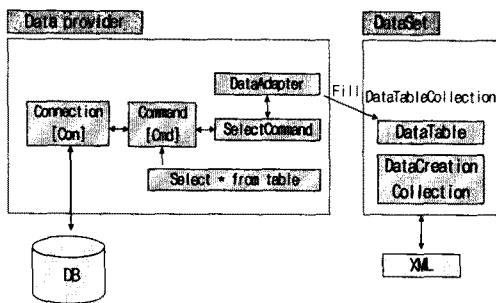 Data provider
DataSet
DataAdapter
Fill
DataTableCollection
Connection
[Con]
Command
[Cmd]
SelectCommand
DataTable
Select * from table
DataCreation
Collection
DB
XML